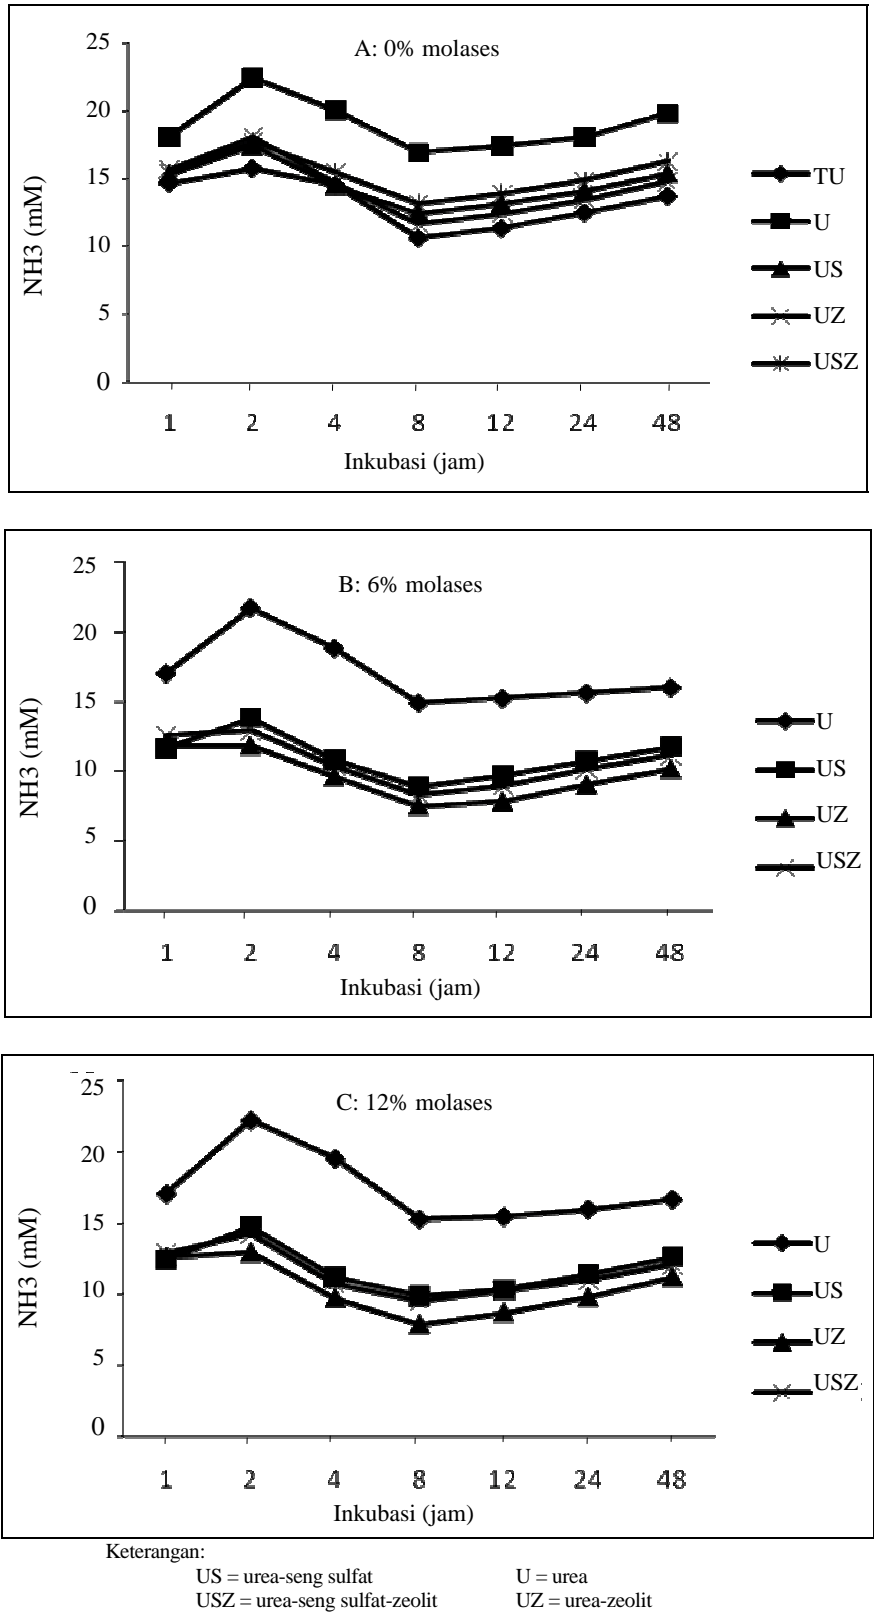 A: 0% molases
25
20
15
10
5
0
NH3 (mM)
1 2 4 8 12 24 48
Inkubasi (jam)
TU
U
US
UZ
USZ
B: 6% molases
25
20
15
10
5
0
NH3 (mM)
1 2 4 8 12 24 48
Inkubasi (jam)
U
US
UZ
USZ
C: 12% molases
25
20
15
10
5
0
NH3 (mM)
1 2 4 8 12 24 48
Inkubasi (jam)
U
US
UZ
USZ
Keterangan:
US = urea-seng sulfat U = urea
USZ = urea-seng sulfat-zeolit UZ = urea-zeolit